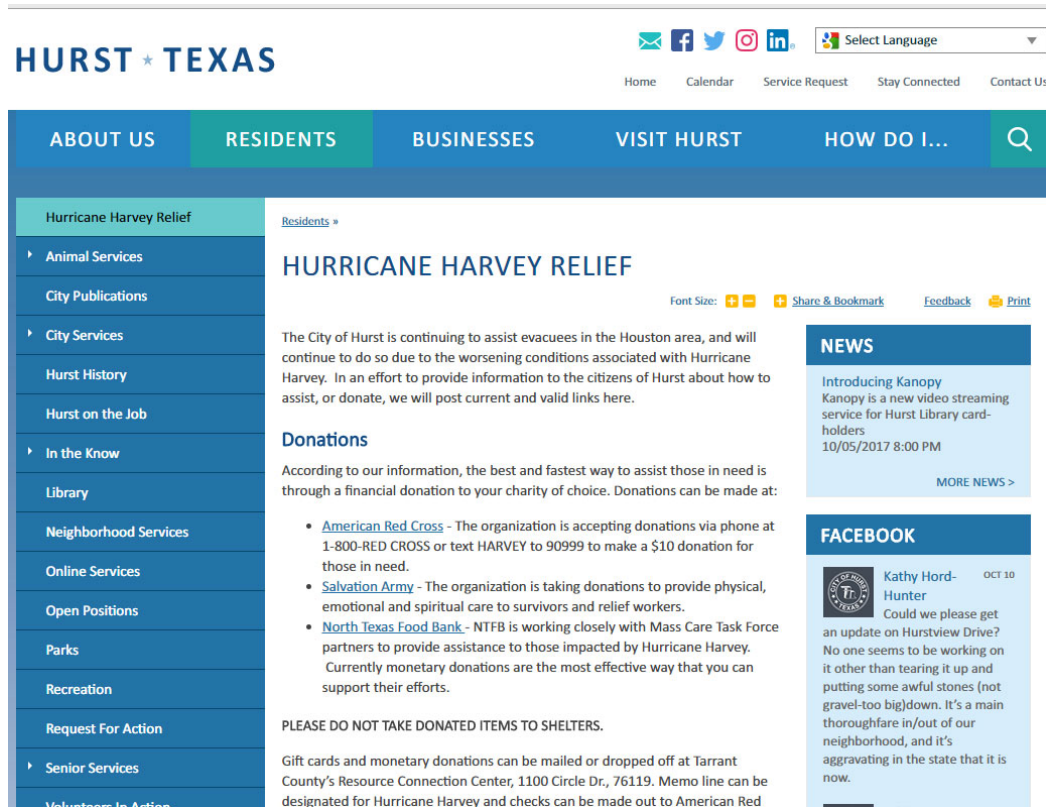 HURST * TEXAS
Select Language
Home Calendar Service Request Stay Connected Contact Us
ABOUT US RESIDENTS BUSINESSES VISIT HURST HOW DO I...
Hurricane Harvey Relief
Animal Services
City Publications
City Services
Hurst History
Hurst on the Job
In the Know
Library
Neighborhood Services
Online Services
Open Positions
Parks
Recreation
Request For Action
Senior Services
Volunteers In Action
Residents »
HURRICANE HARVEY RELIEF
Font Size: + - + Share & Bookmark Feedback Print
The City of Hurst is continuing to assist evacuees in the Houston area, and will
continue to do so due to the worsening conditions associated with Hurricane
Harvey. In an effort to provide information to the citizens of Hurst about how to
assist, or donate, we will post current and valid links here.
Donations
According to our information, the best and fastest way to assist those in need is
through a financial donation to your charity of choice. Donations can be made at:
• American Red Cross - The organization is accepting donations via phone at
1-800-RED CROSS or text HARVEY to 90999 to make a $10 donation for
those in need.
• Salvation Army - The organization is taking donations to provide physical,
emotional and spiritual care to survivors and relief workers.
• North Texas Food Bank - NTFB is working closely with Mass Care Task Force
partners to provide assistance to those impacted by Hurricane Harvey.
Currently monetary donations are the most effective way that you can
support their efforts.
PLEASE DO NOT TAKE DONATED ITEMS TO SHELTERS.
Gift cards and monetary donations can be mailed or dropped off at Tarrant
County's Resource Connection Center, 1100 Circle Dr., 76119. Memo line can be
designated for Hurricane Harvey and checks can be made out to American Red
NEWS
Introducing Kanopy
Kanopy is a new video streaming
service for Hurst Library card-
holders
10/05/2017 8:00 PM
MORE NEWS >
FACEBOOK
Kathy Hord- OCT 10
Hunter
Could we please get
an update on Hurstview Drive?
No one seems to be working on
it other than tearing it up and
putting some awful stones (not
gravel-too big)down. It's a main
thoroughfare in/out of our
neighborhood, and it's
aggravating in the state that it is
now.